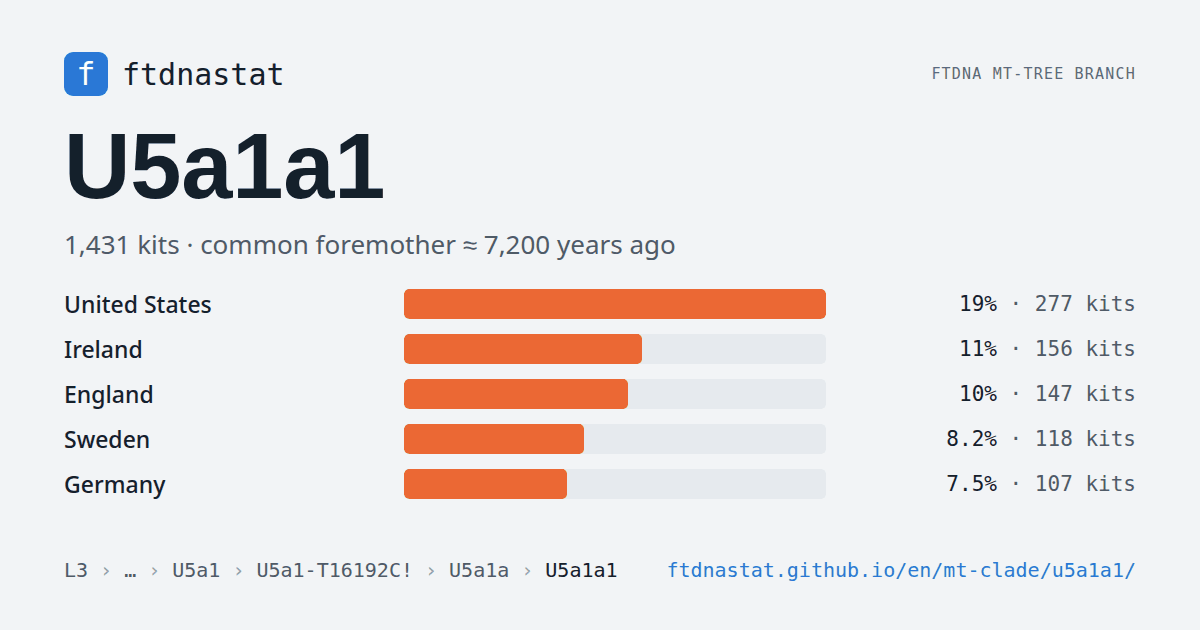 f ftdnastat
FTDNA MT-TREE BRANCH
U5a1a1
1,431 kits · common foremother ≈ 7,200 years ago
United States 19% · 277 kits
Ireland 11% · 156 kits
England 10% · 147 kits
Sweden 8.2% · 118 kits
Germany 7.5% · 107 kits
L3 › … › U5a1 › U5a1-T16192C! › U5a1a › U5a1a1
ftdnastat.github.io/en/mt-clade/u5a1a1/